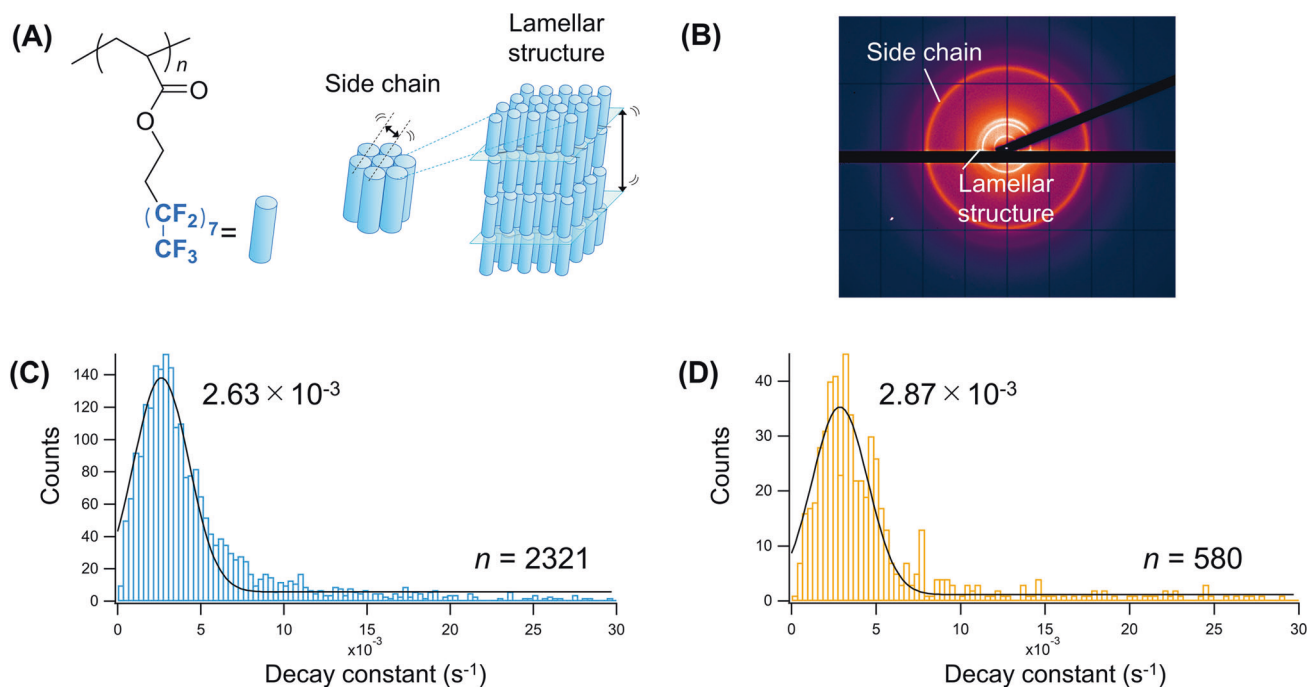 (A)
n
O
O
(CF2)7
CF3
=
Side chain
Lamellar
structure
(B)
Side chain
Lamellar
structure
(C)
Counts
140
120
100
80
60
40
20
0
2.63 × 10-3
n = 2321
0
5
10
15
20
25
30
x10-3
Decay constant (s-1)
(D)
Counts
40
30
20
10
0
2.87 × 10-3
n = 580
0
5
10
15
20
25
30
x10-3
Decay constant (s-1)